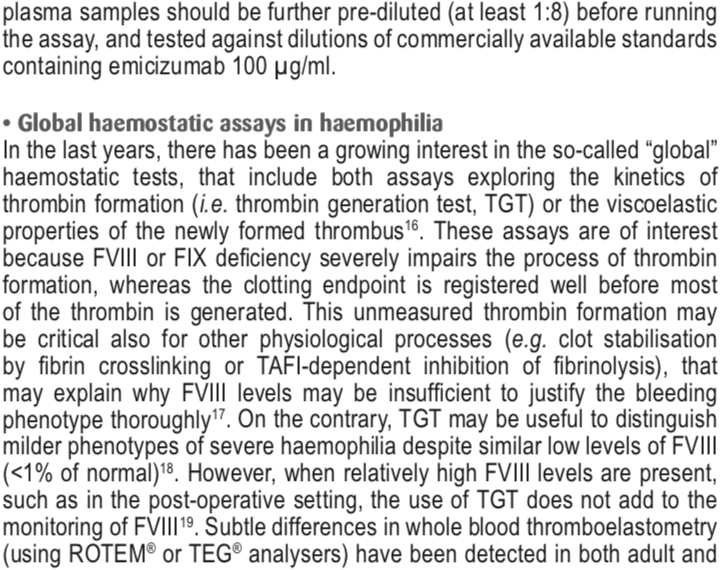 plasma samples should be further pre-diluted (at least 1:8) before running
the assay, and tested against dilutions of commercially available standards
containing emicizumab 100 µg/ml.
• Global haemostatic assays in haemophilia
In the last years, there has been a growing interest in the so-called “global”
haemostatic tests, that include both assays exploring the kinetics of
thrombin formation (i.e. thrombin generation test, TGT) or the viscoelastic
properties of the newly formed thrombus¹⁶. These assays are of interest
because FVIII or FIX deficiency severely impairs the process of thrombin
formation, whereas the clotting endpoint is registered well before most
of the thrombin is generated. This unmeasured thrombin formation may
be critical also for other physiological processes (e.g. clot stabilisation
by fibrin crosslinking or TAFI-dependent inhibition of fibrinolysis), that
may explain why FVIII levels may be insufficient to justify the bleeding
phenotype thoroughly¹⁷. On the contrary, TGT may be useful to distinguish
milder phenotypes of severe haemophilia despite similar low levels of FVIII
(<1% of normal)¹⁸. However, when relatively high FVIII levels are present,
such as in the post-operative setting, the use of TGT does not add to the
monitoring of FVIII¹⁹. Subtle differences in whole blood thromboelastometry
(using ROTEM® or TEG® analysers) have been detected in both adult and